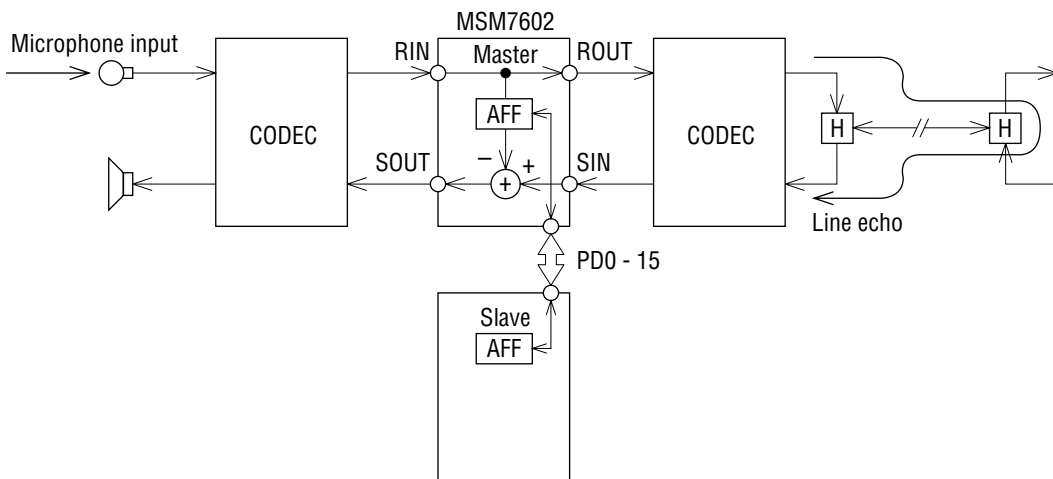 MSM7602
Microphone input
RIN
Master
ROUT
AFF
CODEC
CODEC
H
H
SOUT
–
+
+
SIN
Line echo
PD0 - 15
Slave
AFF